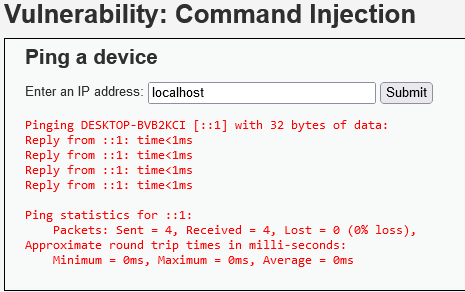 Vulnerability: Command Injection
Ping a device
Enter an IP address: localhost Submit
Pinging DESKTOP-BVB2KCI [::1] with 32 bytes of data:
Reply from ::1: time<1ms
Reply from ::1: time<1ms
Reply from ::1: time<1ms
Reply from ::1: time<1ms
Ping statistics for ::1:
Packets: Sent = 4, Received = 4, Lost = 0 (0% loss),
Approximate round trip times in milli-seconds:
Minimum = 0ms, Maximum = 0ms, Average = 0ms